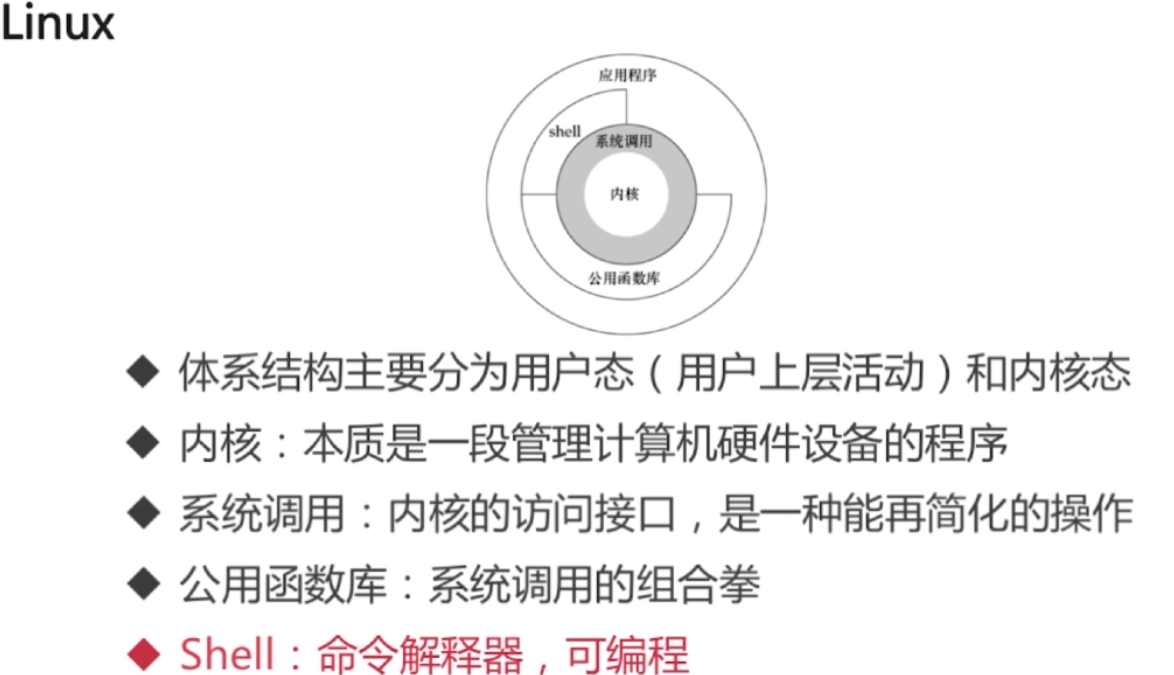 Linux
应用程序
shell
系统调用
内核
公用函数库
体系结构主要分为用户态（用户上层活动）和内核态
内核：本质是一段管理计算机硬件设备的程序
系统调用：内核的访问接口，是一种能再简化的操作
公用函数库：系统调用的组合拳
Shell：命令解释器，可编程